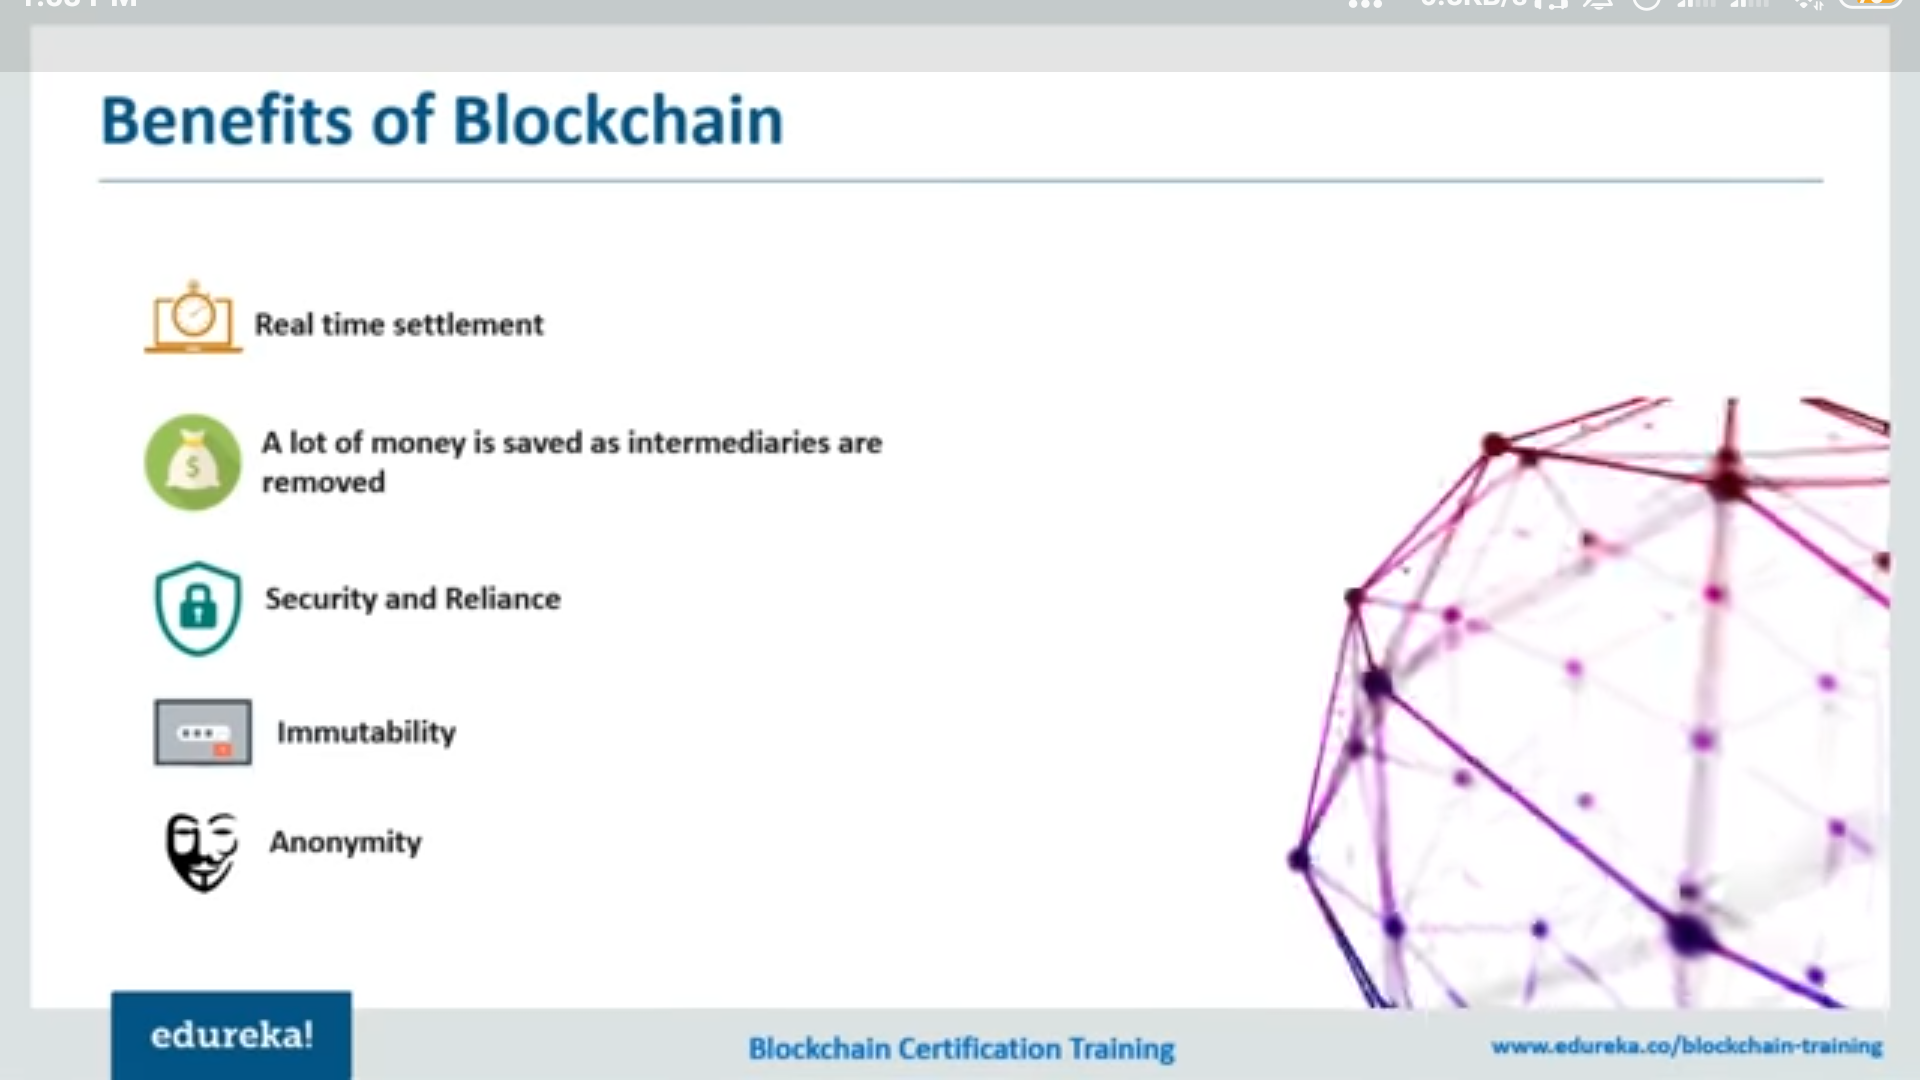 Benefits of Blockchain
Real time settlement
A lot of money is saved as intermediaries are
removed
$
Security and Reliance
Immutability
Anonymity
edureka!
Blockchain Certification Training
www.edureka.co/blockchain-training